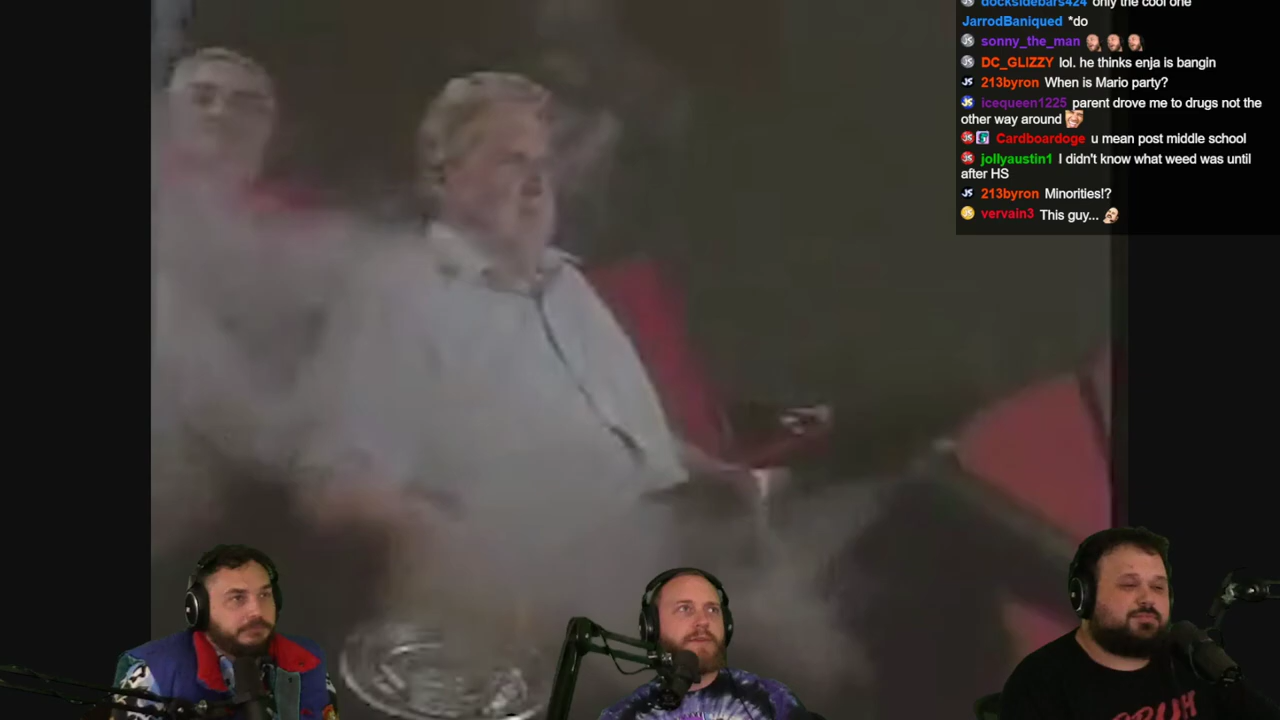 docksidebars424 only the cool one
JarrodBaniqued *do
sonny_the_man
DC_GLIZZY lol. he thinks enja is bangin
213byron When is Mario party?
icequeen1225 parent drove me to drugs not the
other way around
Cardboardoge u mean post middle school
jollyaustin1 I didn't know what weed was until
after HS
213byron Minorities!?
vervain3 This guy...